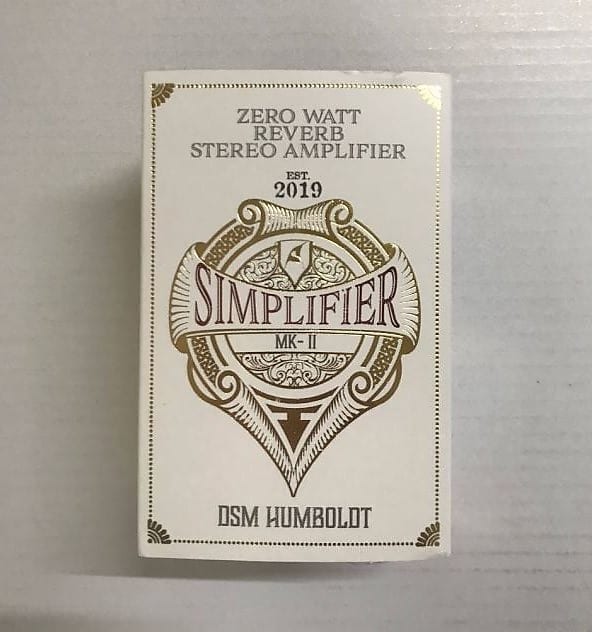 ZERO WATT
REVERB
STEREO AMPLIFIER
EST.
2019
SIMPLIFIER
MK-II
DSM HUMBOLDT